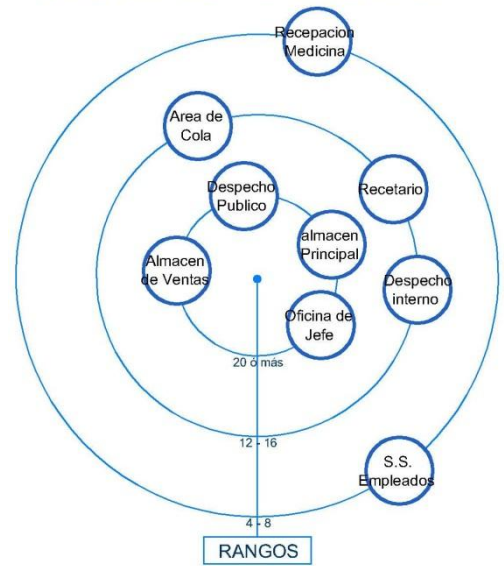 Recepacion
Medicina
Area de
Cola
Despecho
Publico
Recetario
almacen
Principal
Almacen
de Ventas
Despecho
interno
Oficina de
Jefe
20 ó más
12 - 16
S.S.
Empleados
4 - 8
RANGOS